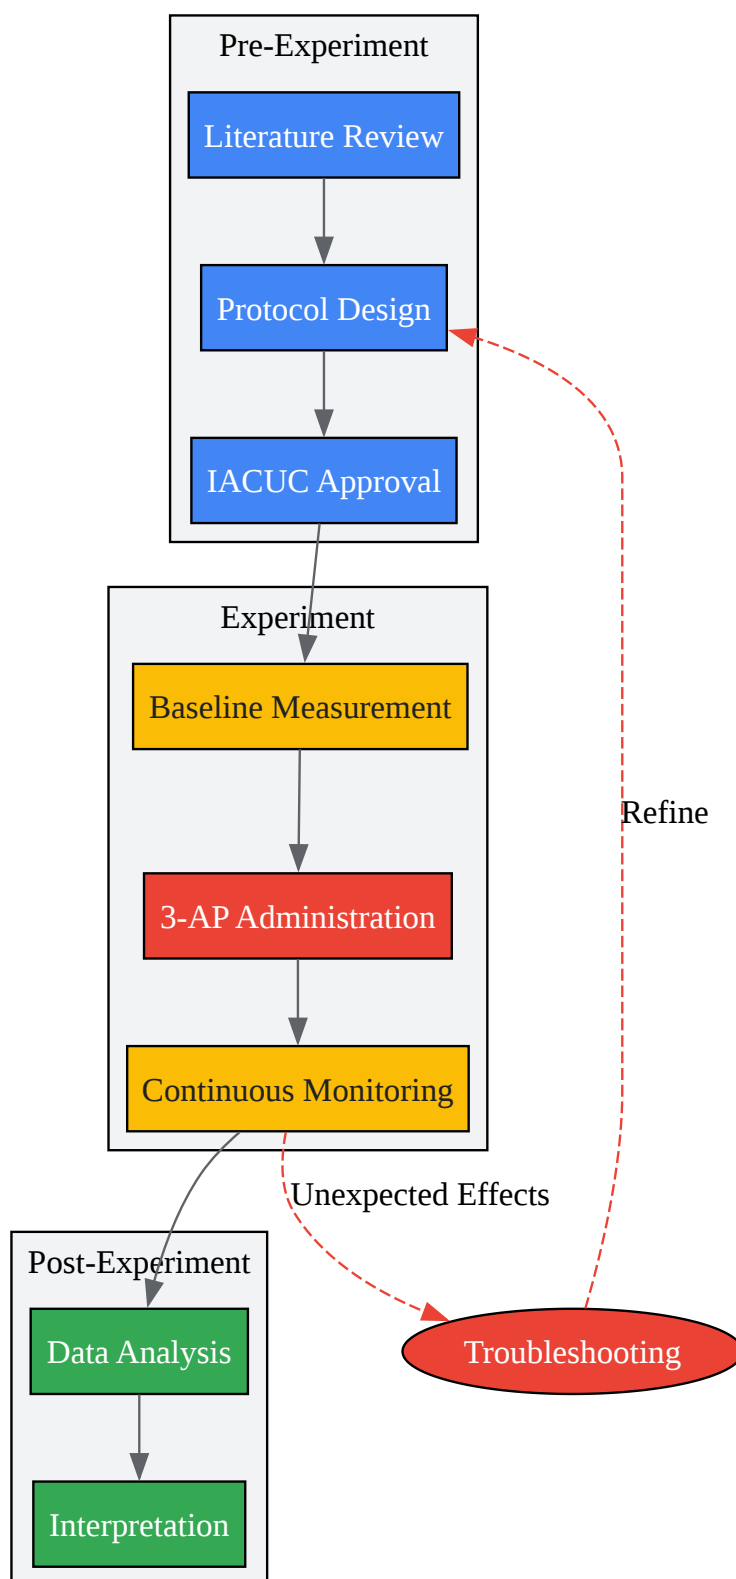 Pre-Experiment
Literature Review
Protocol Design
IACUC Approval
Experiment
Baseline Measurement
Refine
3-AP Administration
Continuous Monitoring
Unexpected Effects
Post-Experiment
Data Analysis
Troubleshooting
Interpretation